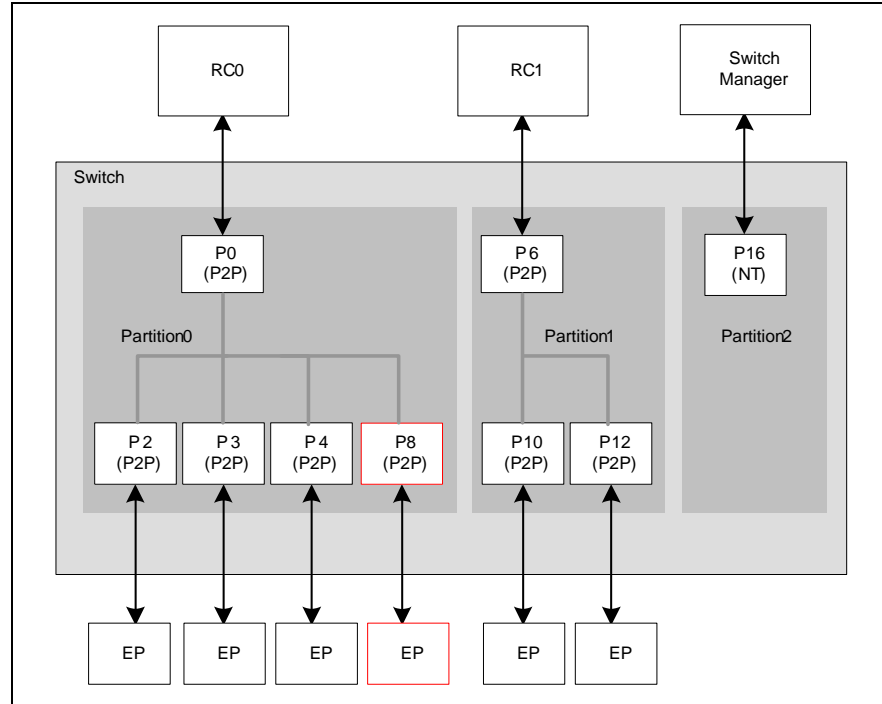 RC0
RC1
Switch
Manager
Switch
P0
(P2P)
P6
(P2P)
P16
(NT)
Partition0
Partition1
Partition2
P2
(P2P)
P3
(P2P)
P4
(P2P)
P8
(P2P)
P10
(P2P)
P12
(P2P)
EP
EP
EP
EP
EP
EP